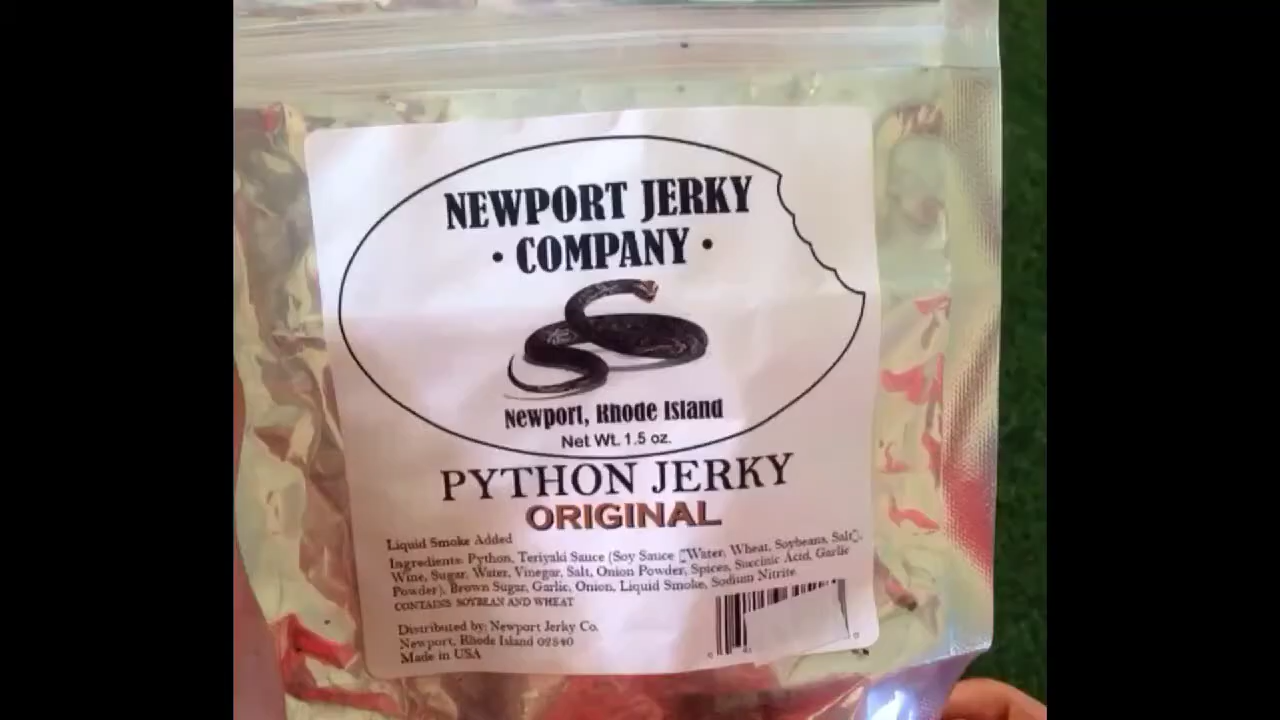 NEWPORT JERKY
• COMPANY •
Newport, Rhode Island
Net Wt. 1.5 oz.
PYTHON JERKY
ORIGINAL
Liquid Smoke Added
Ingredients: Python, Teriyaki Sauce (Soy Sauce [Water, Wheat, Soybeans, Salt],
Wine, Sugar, Water, Vinegar, Salt, Onion Powder, Spices, Succinic Acid, Garlic
Powder), Brown Sugar, Garlic, Onion, Liquid Smoke, Sodium Nitrite
CONTAINS SOYBEAN AND WHEAT
Distributed by: Newport Jerky Co.
Newport, Rhode Island 02840
Made in USA